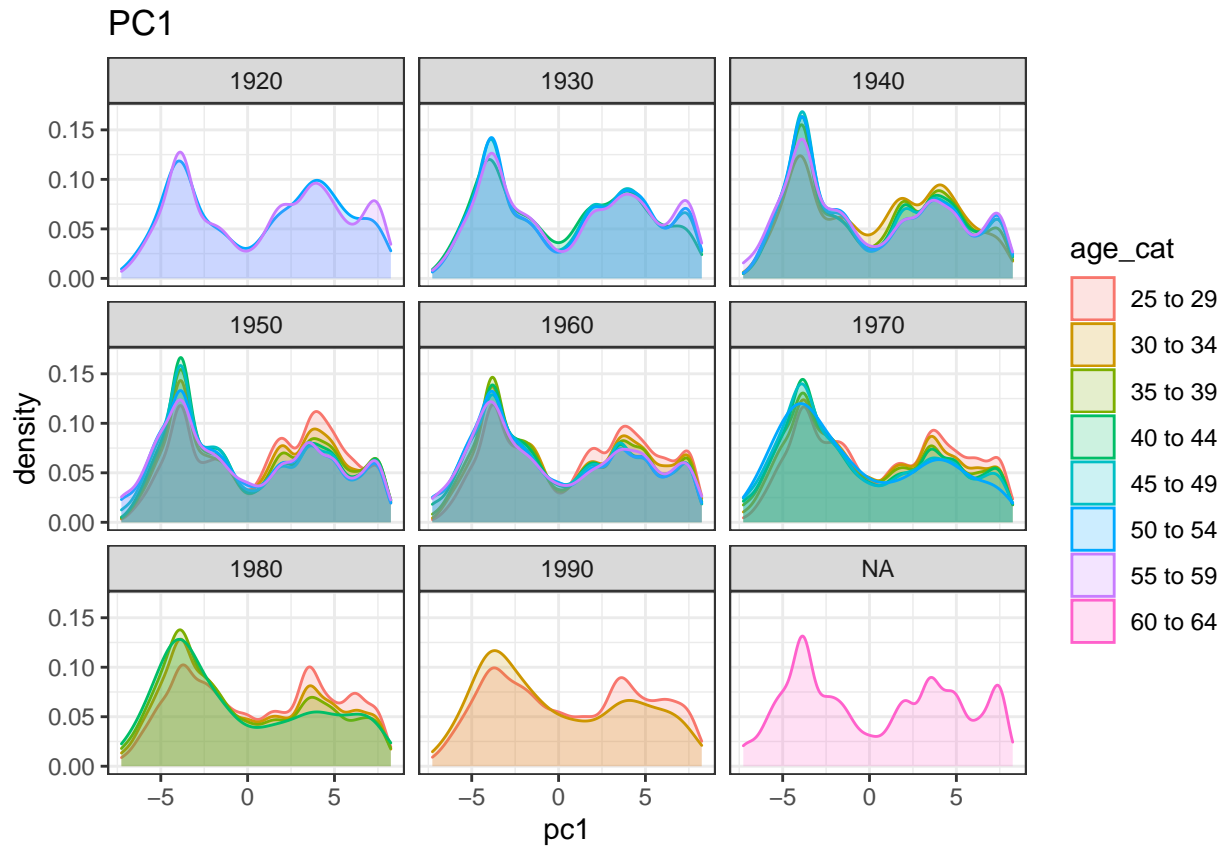 PC1
1920 1930 1940
0.15
0.10
0.05
0.00
1950 1960 1970
0.15
0.10
0.05
0.00
1980 1990 NA
0.15
0.10
0.05
0.00
−5 0 5 −5 0 5 −5 0 5
pc1
density
age_cat
25 to 29
30 to 34
35 to 39
40 to 44
45 to 49
50 to 54
55 to 59
60 to 64